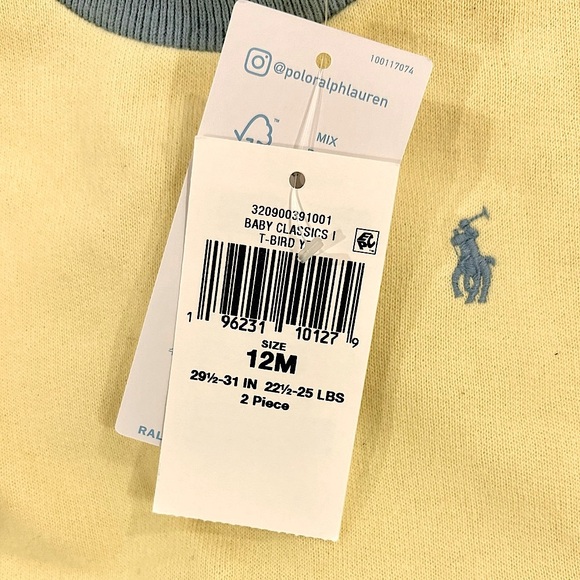 100117074
@poloralphlauren
MIX
320900391001
BABY CLASSICS I
T-BIRD
1 96231 10127 9
SIZE
12M
29½-31 IN 22½-25 LBS
2 Piece
RAL